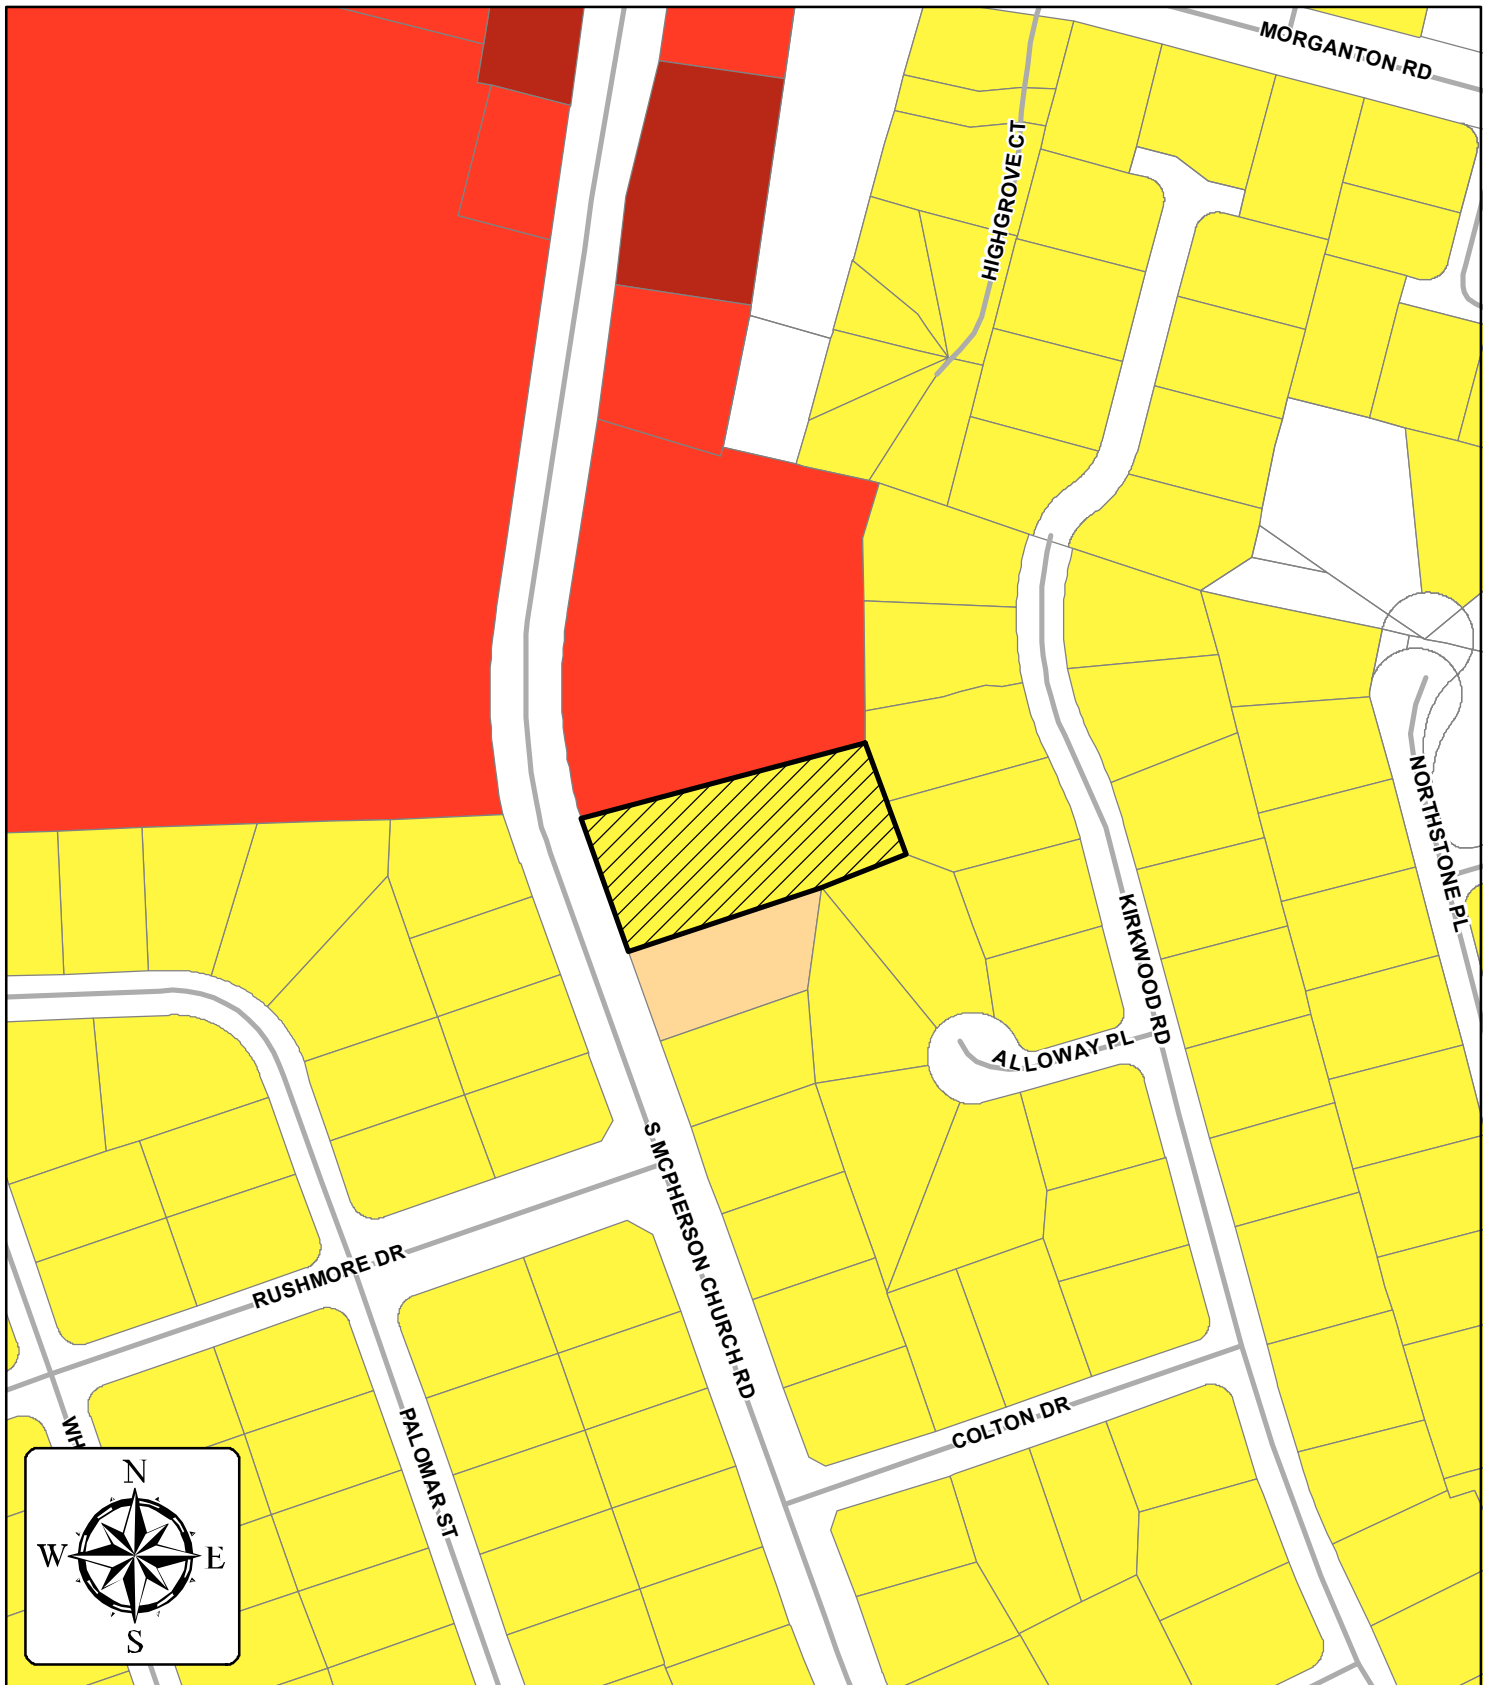 MORGANTON RD
HIGHGROVE CT
NORTHSTONE PL
KIRKWOOD RD
ALLOWAY PL
S MCPHERSON CHURCH RD
RUSHMORE DR
PALOMAR ST
COLTON DR
WH
N
W E
S